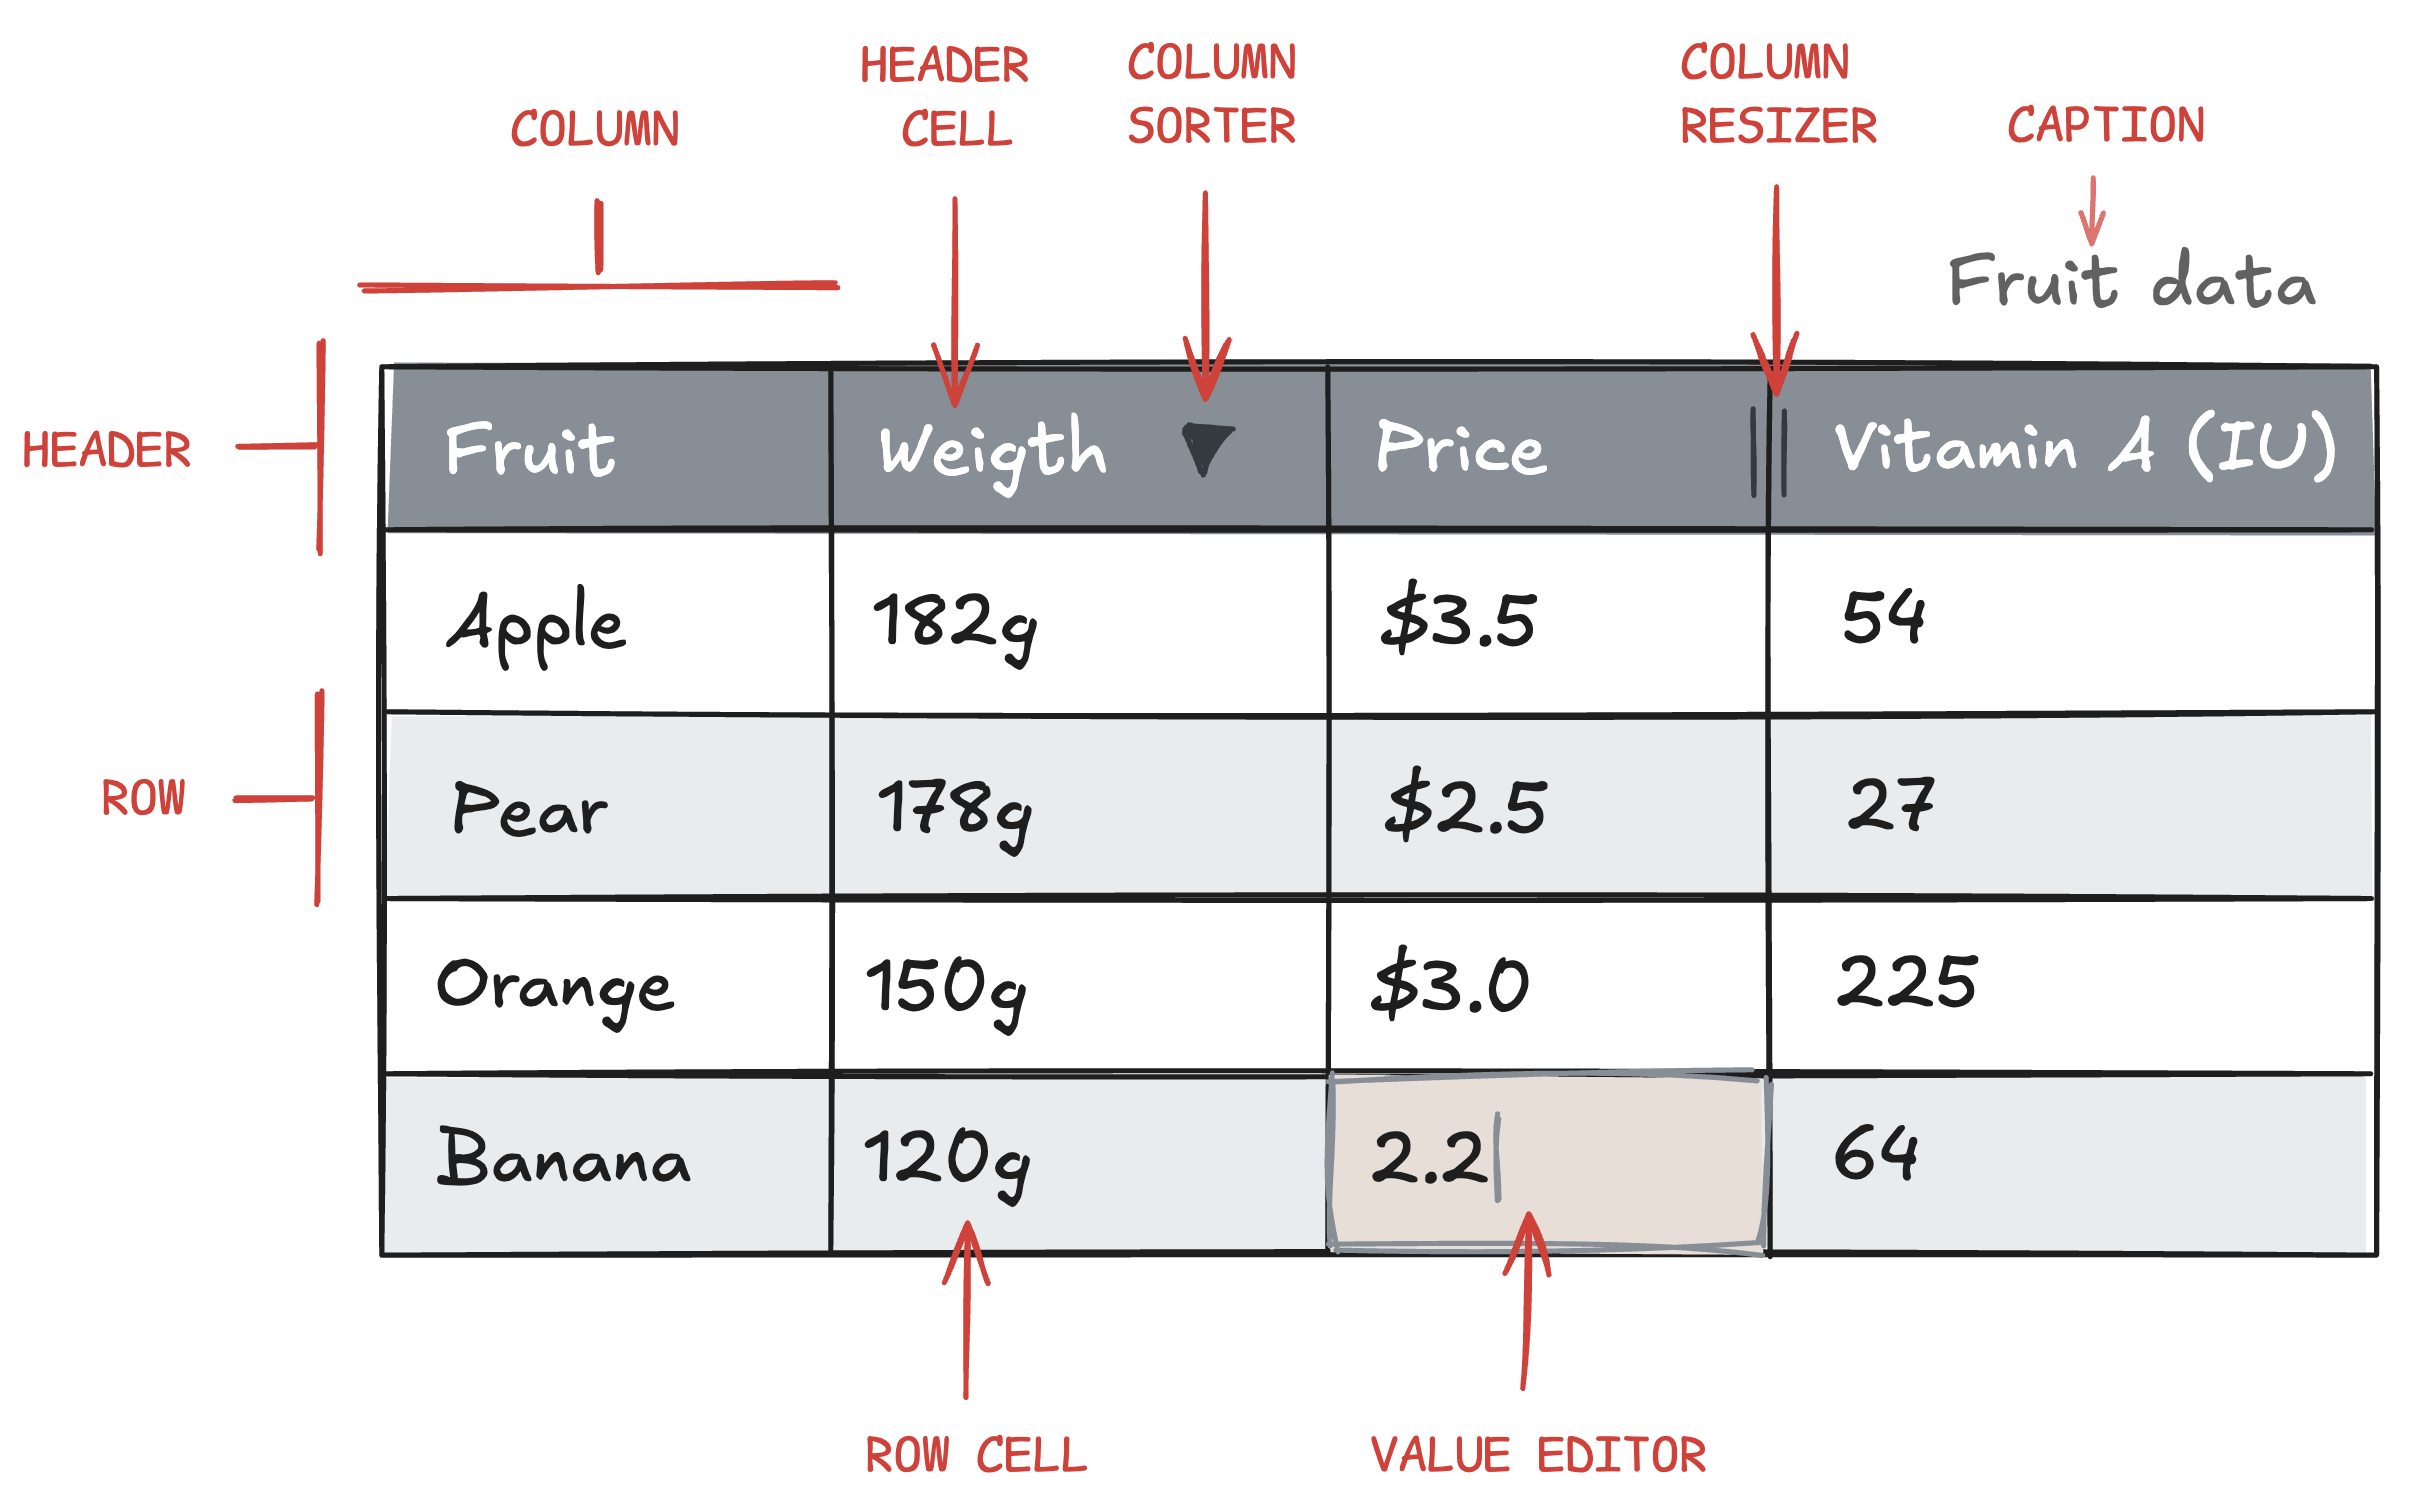 HEADER
CELL
COLUMN
SORTER
COLUMN
RESIZER
COLUMN
CAPTION
Fruit data
HEADER
Fruit Weigth Price Vitamin A (IU)
Apple 182g $3.5 54
ROW
Pear 178g $2.5 27
Orange 150g $3.0 225
Banana 120g 2.2 64
ROW CELL
VALUE EDITOR